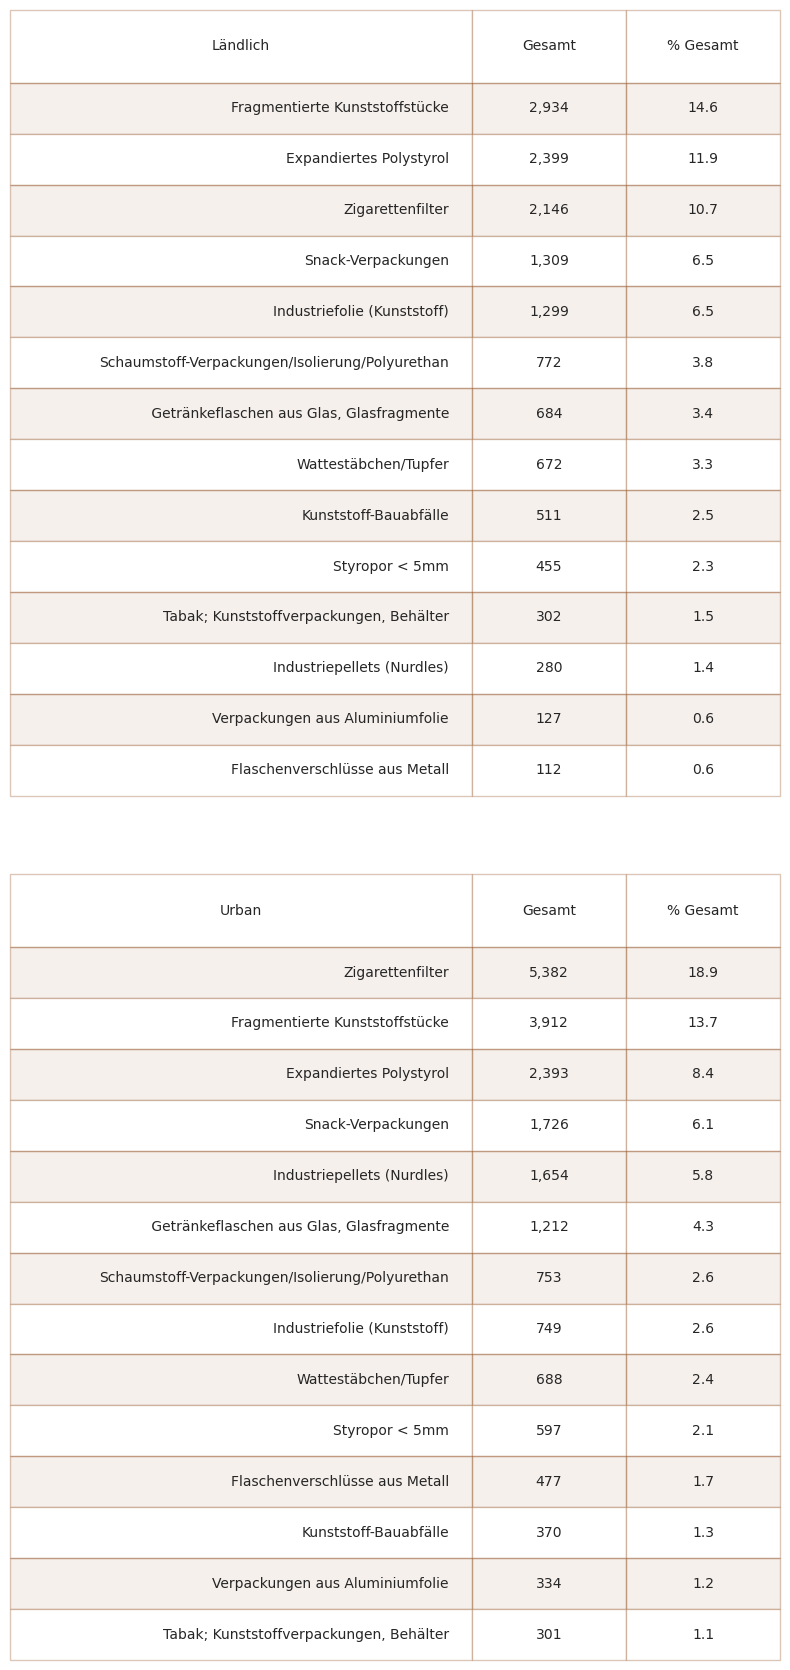 Ländlich Gesamt % Gesamt
Fragmentierte Kunststoffstücke 2,934 14.6
Expandiertes Polystyrol 2,399 11.9
Zigarettenfilter 2,146 10.7
Snack-Verpackungen 1,309 6.5
Industriefolie (Kunststoff) 1,299 6.5
Schaumstoff-Verpackungen/Isolierung/Polyurethan 772 3.8
Getränkeflaschen aus Glas, Glasfragmente 684 3.4
Wattestäbchen/Tupfer 672 3.3
Kunststoff-Bauabfälle 511 2.5
Styropor < 5mm 455 2.3
Tabak; Kunststoffverpackungen, Behälter 302 1.5
Industriepellets (Nurdles) 280 1.4
Verpackungen aus Aluminiumfolie 127 0.6
Flaschenverschlüsse aus Metall 112 0.6
Urban Gesamt % Gesamt
Zigarettenfilter 5,382 18.9
Fragmentierte Kunststoffstücke 3,912 13.7
Expandiertes Polystyrol 2,393 8.4
Snack-Verpackungen 1,726 6.1
Industriepellets (Nurdles) 1,654 5.8
Getränkeflaschen aus Glas, Glasfragmente 1,212 4.3
Schaumstoff-Verpackungen/Isolierung/Polyurethan 753 2.6
Industriefolie (Kunststoff) 749 2.6
Wattestäbchen/Tupfer 688 2.4
Styropor < 5mm 597 2.1
Flaschenverschlüsse aus Metall 477 1.7
Kunststoff-Bauabfälle 370 1.3
Verpackungen aus Aluminiumfolie 334 1.2
Tabak; Kunststoffverpackungen, Behälter 301 1.1